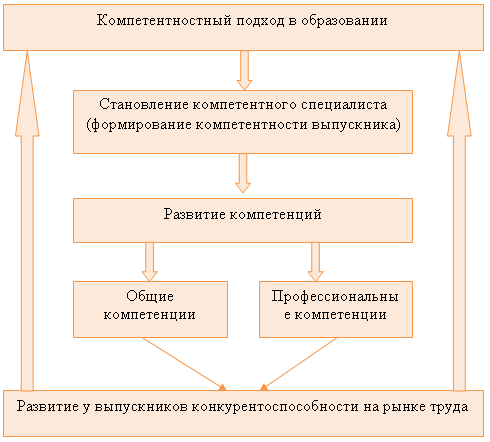 Компетентностный подход в образовании
Становление компетентного специалиста
(формирование компетентности выпускника)
Развитие компетенций
Общие
компетенции
Профессиональны
е компетенции
Развитие у выпускников конкурентоспособности на рынке труда